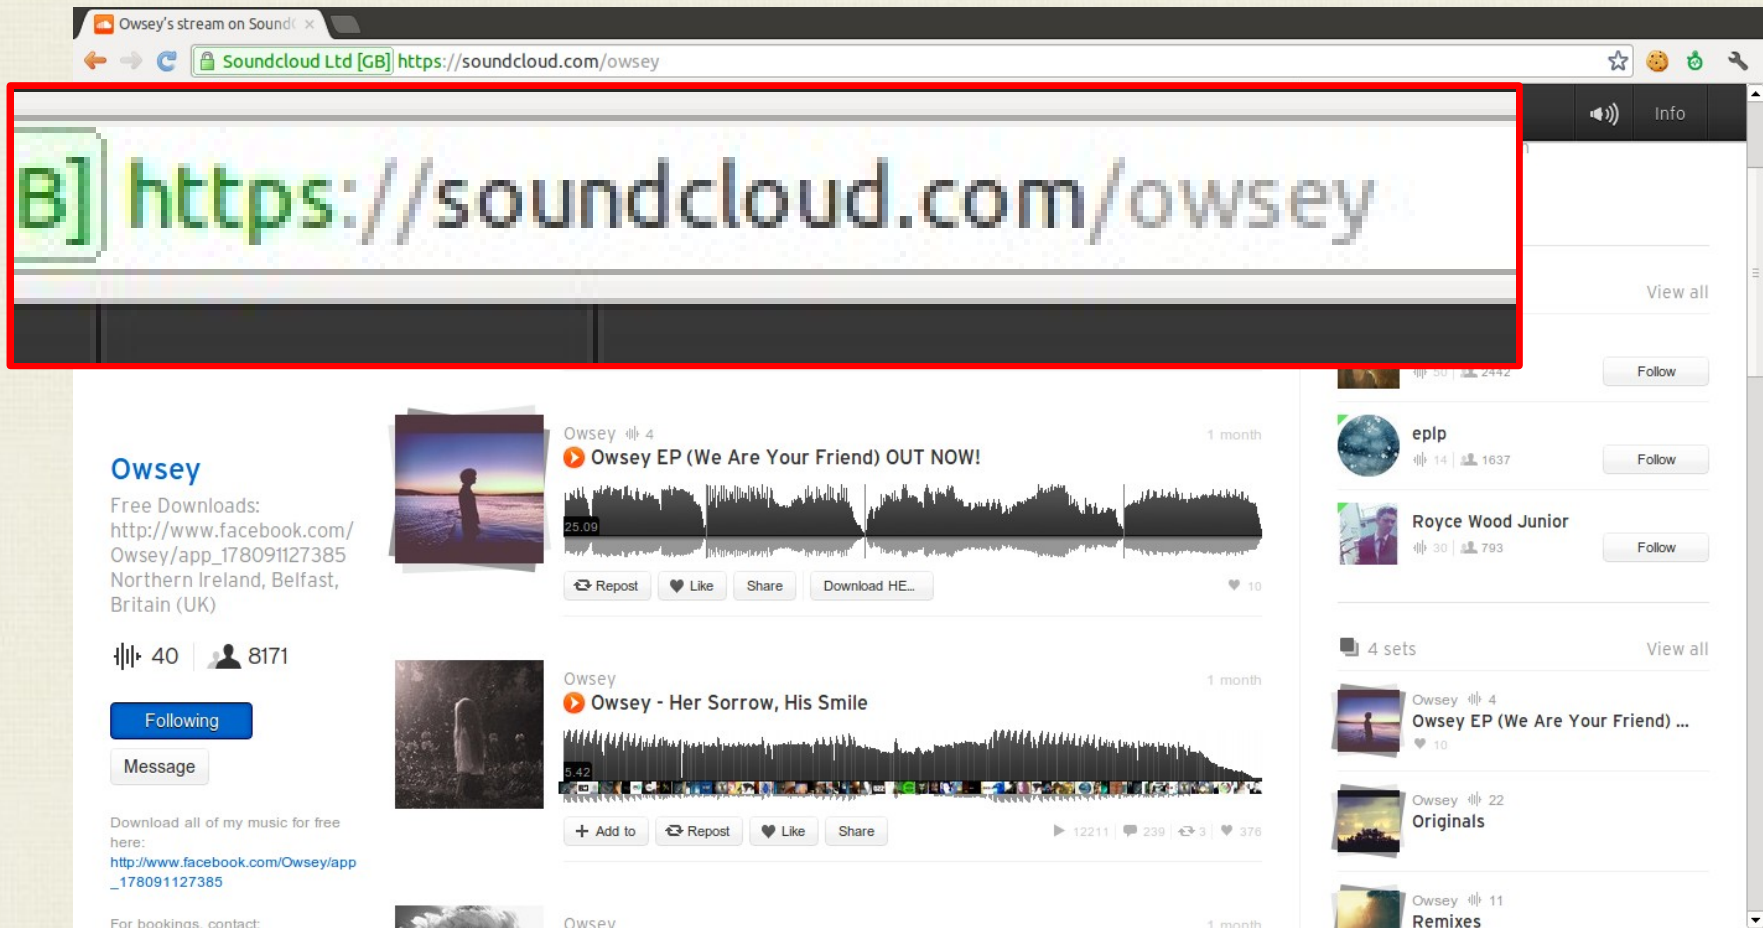 Owsey's stream on Sound
Soundcloud Ltd [GB] https://soundcloud.com/owsey
Info
B] https://soundcloud.com/owsey
View all
50 2442
Follow
Owsey
Free Downloads:
http://www.facebook.com/
Owsey/app_178091127385
Northern Ireland, Belfast,
Britain (UK)
40 8171
Following
Message
Download all of my music for free
here:
http://www.facebook.com/Owsey/app
_178091127385
For bookings, contact:
Owsey 4
1 month
Owsey EP (We Are Your Friend) OUT NOW!
25.09
Repost Like Share Download HE...
10
Owsey
1 month
Owsey - Her Sorrow, His Smile
5.42
+ Add to Repost Like Share
12211 239 3 376
Owsey
1 month
eplp
14 1637
Follow
Royce Wood Junior
30 793
Follow
4 sets
View all
Owsey 4
Owsey EP (We Are Your Friend) ...
10
Owsey 22
Originals
Owsey 11
Remixes